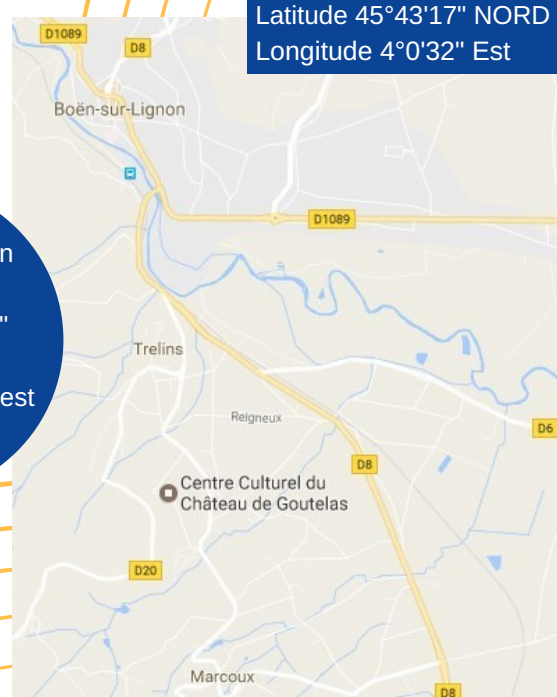 Latitude 45°43'17" NORD
Longitude 4°0'32" Est
D1089
D8
Boën-sur-Lignon
D1089
n
"
est
Trelins
Reigneux
D6
D8
Centre Culturel du
Château de Goutelas
D20
Marcoux
D8